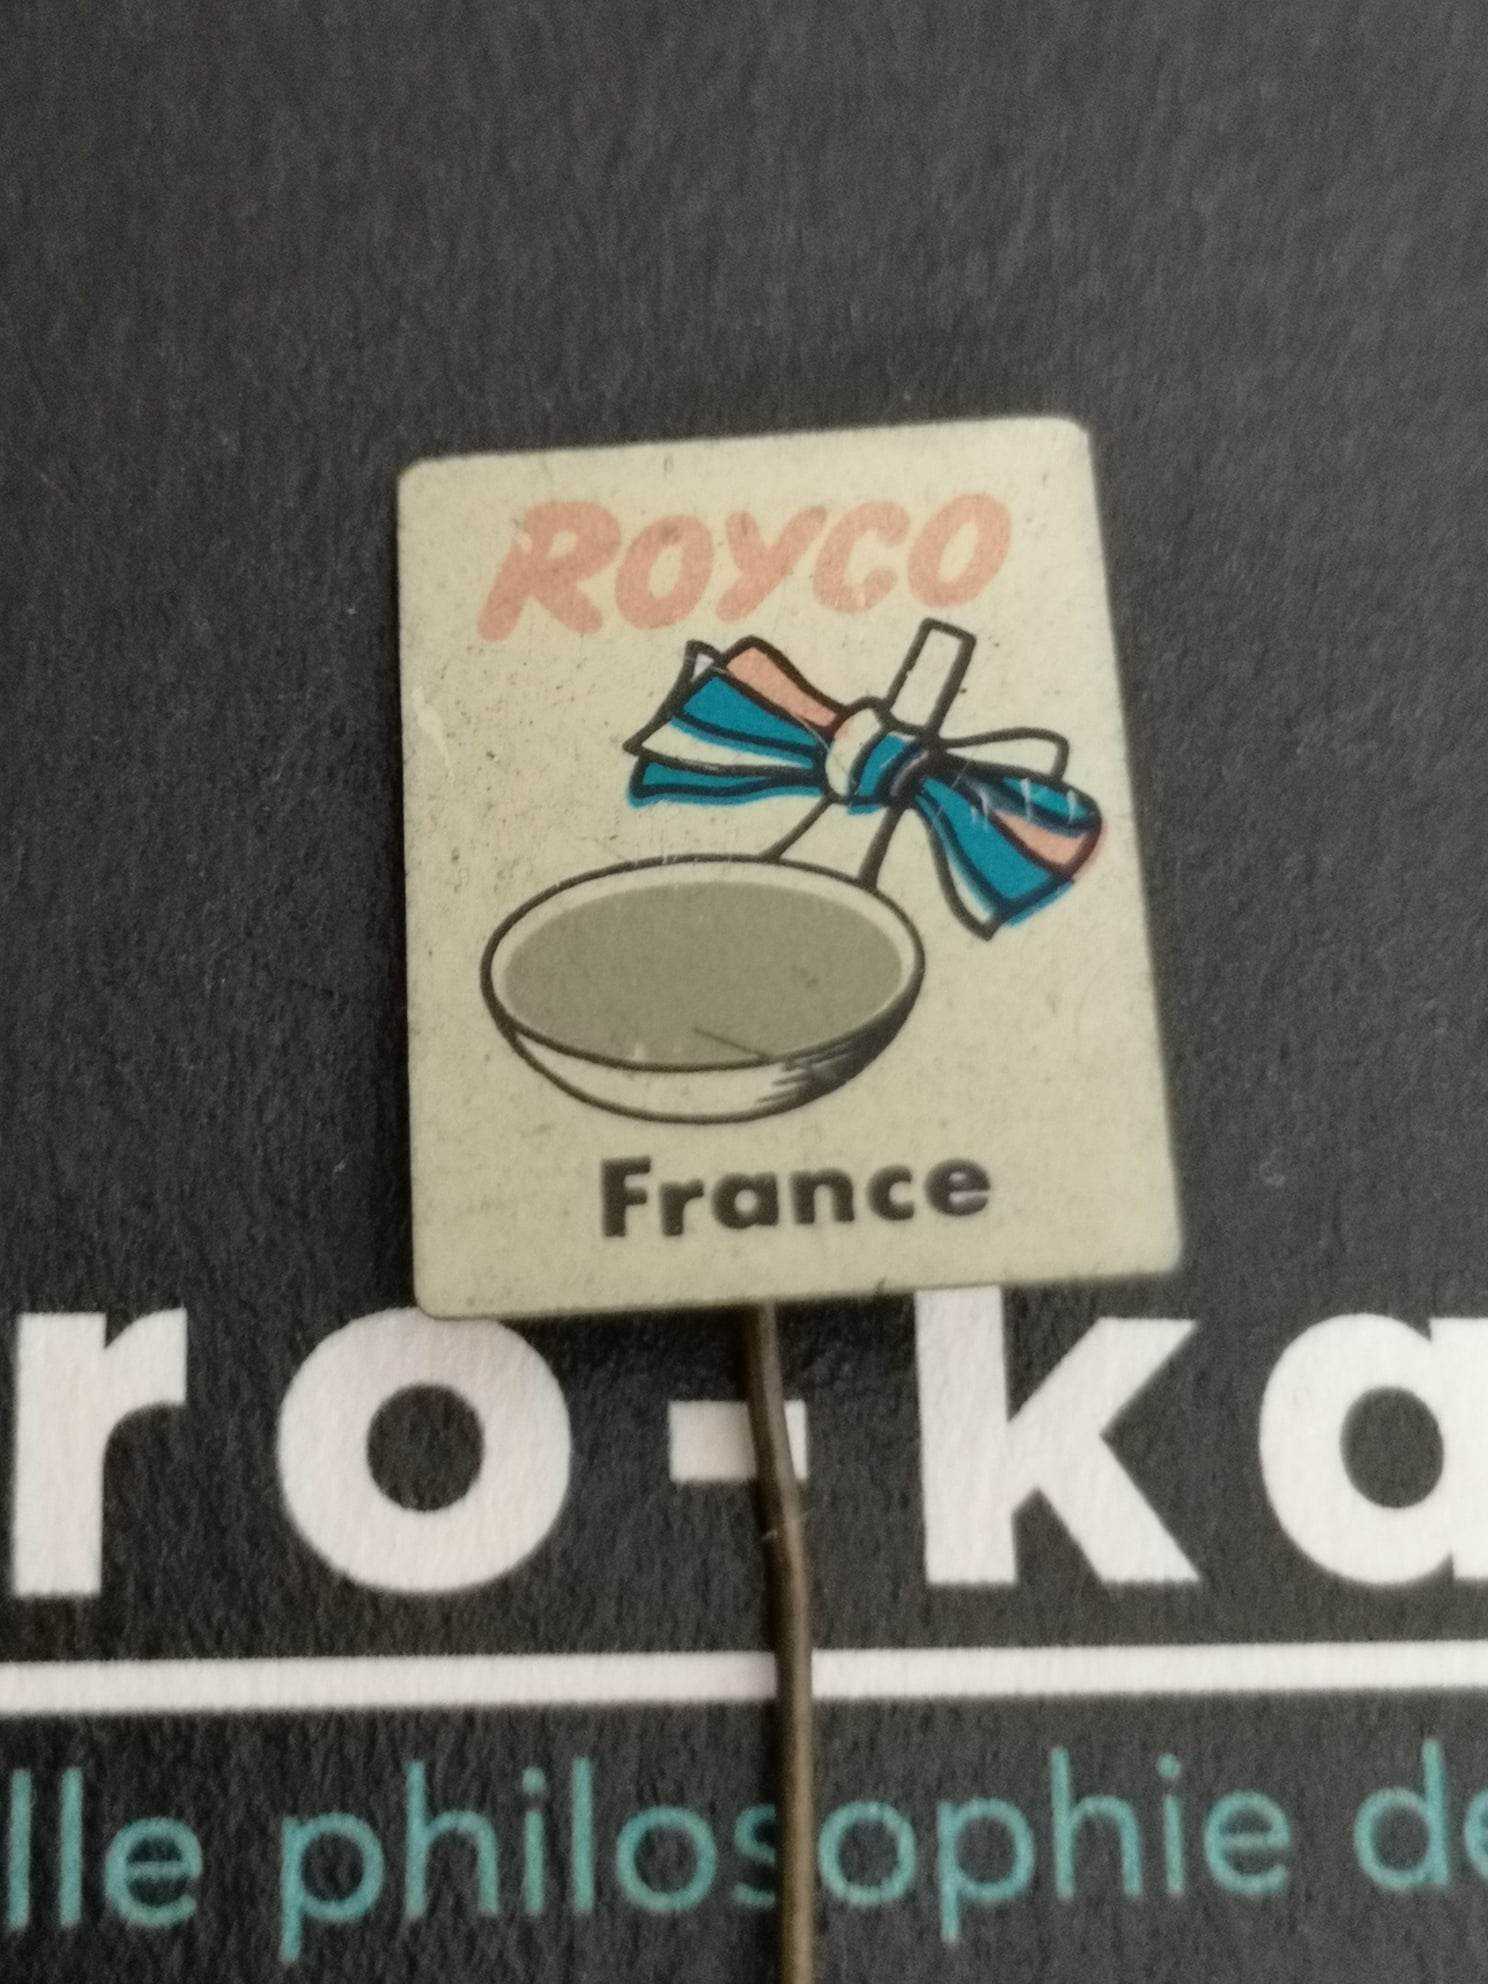 ROYCO
France
ro-ka
lle philosophie de